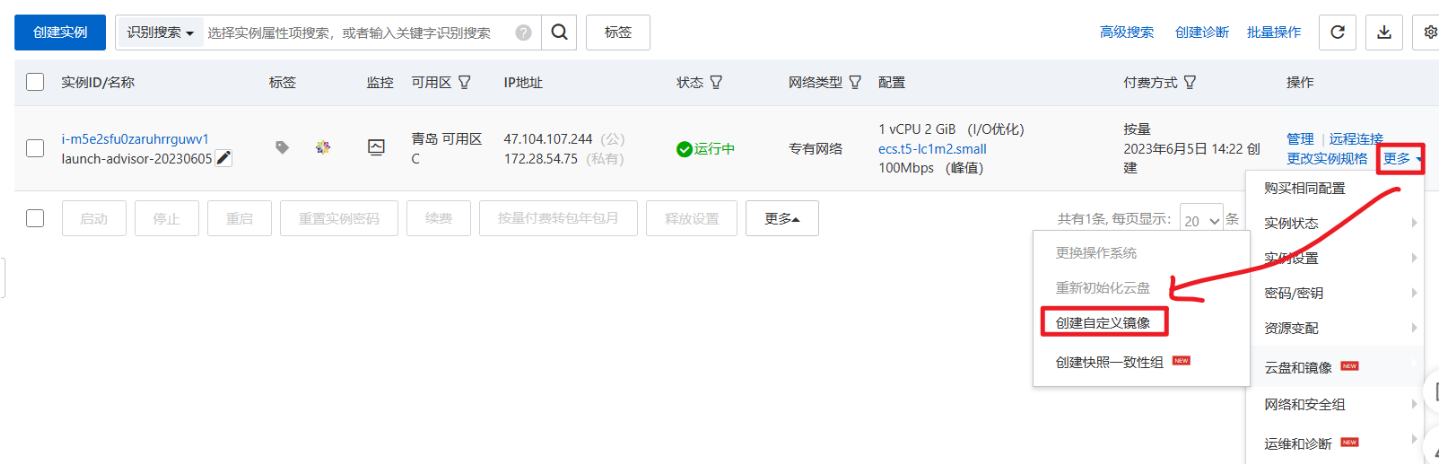 创建实例 识别搜索 选择实例属性项搜索，或者输入关键字识别搜索 标签 高级搜索 创建诊断 批量操作
实例ID/名称 标签 监控 可用区 IP地址 状态 网络类型 配置 付费方式 操作
i-m5e2sfu0zaruhrrguwv1
launch-advisor-20230605
青岛 可用区
C
47.104.107.244 （公）
172.28.54.75 （私有）
运行中
专有网络
1 vCPU 2 GiB （I/O优化）
ecs.t5-lc1m2.small
100Mbps （峰值）
按量
2023年6月5日 14:22 创
建
管理 | 远程连接
更改实例规格 更多
启动 停止 重启 重置实例密码 续费 按量付费转包年包月 释放设置 更多
共有1条, 每页显示: 20 条
购买相同配置
实例状态
实例设置
密码/密钥
资源变配
云盘和镜像 NEW
网络和安全组
运维和诊断 NEW
更换操作系统
重新初始化云盘
创建自定义镜像
创建快照一致性组 NEW